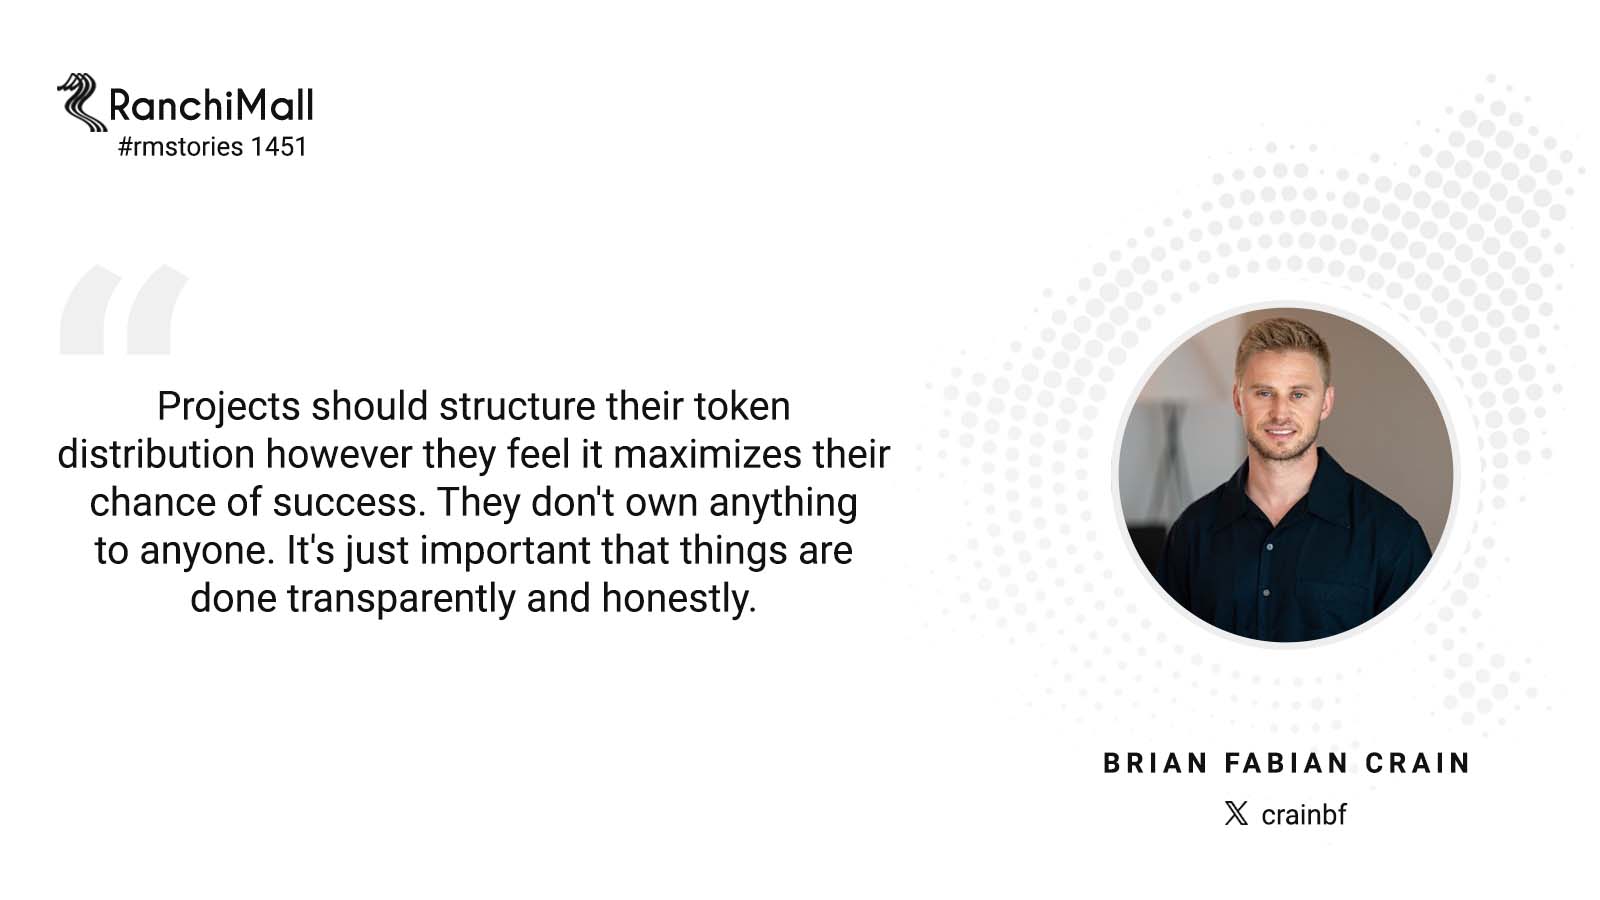 RanchiMall
#rmstories 1451
“
Projects should structure their token
distribution however they feel it maximizes their
chance of success. They don't own anything
to anyone. It's just important that things are
done transparently and honestly.
BRIAN FABIAN CRAIN
X crainbf